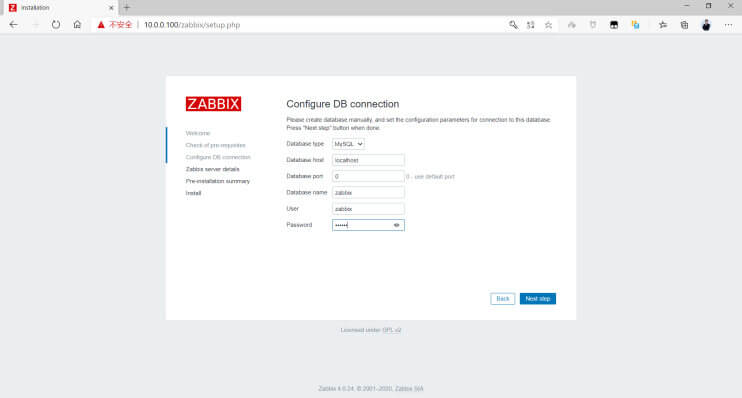 Installation
不安全 | 10.0.0.100/zabbix/setup.php
ZABBIX
Welcome
Check of pre-requisites
Configure DB connection
Zabbix server details
Pre-installation summary
Install
Configure DB connection
Please create database manually, and set the configuration parameters for connection to this database.
Press "Next step" button when done.
Database type MySQL
Database host localhost
Database port 0 0 - use default port
Database name zabbix
User zabbix
Password ••••••
Back Next step
Licensed under GPL v2
Zabbix 4.0.24. © 2001–2020, Zabbix SIA